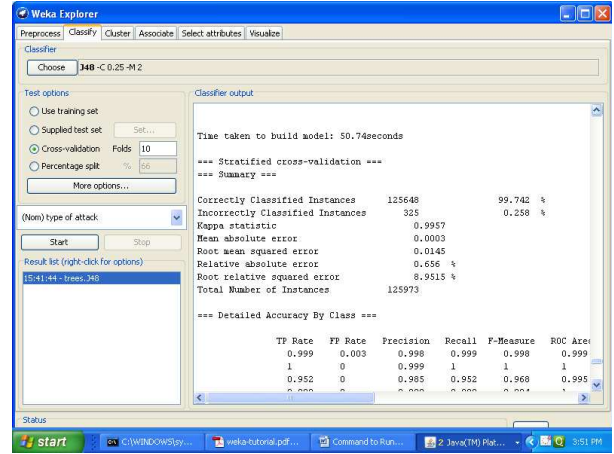 Weka Explorer
Preprocess Classify Cluster Associate Select attributes Visualize
Classifier
Choose J48 -C 0.25 -M 2
Test options
Use training set
Supplied test set Set...
Cross-validation Folds 10
Percentage split % 66
More options...
(Nom) type of attack
Start Stop
Result list (right-click for options)
15:41:44 - trees.J48
Classifier output
Time taken to build model: 50.74seconds
=== Stratified cross-validation ===
=== Summary ===
Correctly Classified Instances 125648 99.742 %
Incorrectly Classified Instances 325 0.258 %
Kappa statistic 0.9957
Mean absolute error 0.0003
Root mean squared error 0.0145
Relative absolute error 0.656 %
Root relative squared error 8.9515 %
Total Number of Instances 125973
=== Detailed Accuracy By Class ===
TP Rate FP Rate Precision Recall F-Measure ROC Area
0.999 0.003 0.998 0.999 0.998 0.999
1 0 0.999 1 1 1
0.952 0 0.985 0.952 0.968 0.995
Status
start C:\WINDOWS\sy... weka-tutorial.pdf... Command to Run... 2 Java(TM) Plat... 3:51 PM